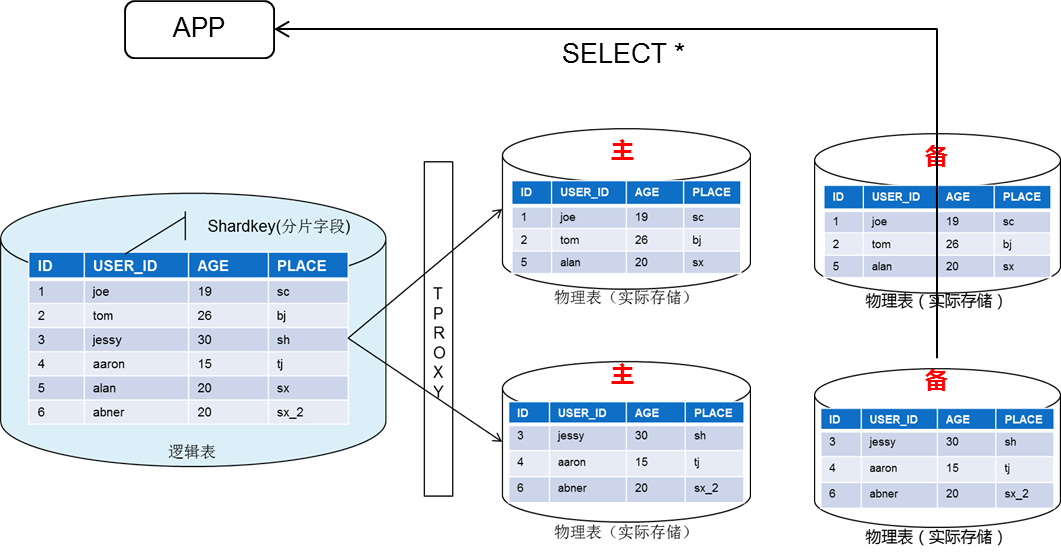 APP
SELECT *
Shardkey(分片字段)
ID USER_ID AGE PLACE
1 joe 19 sc
2 tom 26 bj
3 jessy 30 sh
4 aaron 15 tj
5 alan 20 sx
6 abner 20 sx_2
逻辑表
TPROXY
主
ID USER_ID AGE PLACE
1 joe 19 sc
2 tom 26 bj
5 alan 20 sx
物理表（实际存储）
备
ID USER_ID AGE PLACE
1 joe 19 sc
2 tom 26 bj
5 alan 20 sx
物理表（实际存储）
主
ID USER_ID AGE PLACE
3 jessy 30 sh
4 aaron 15 tj
6 abner 20 sx_2
物理表（实际存储）
备
ID USER_ID AGE PLACE
3 jessy 30 sh
4 aaron 15 tj
6 abner 20 sx_2
物理表（实际存储）